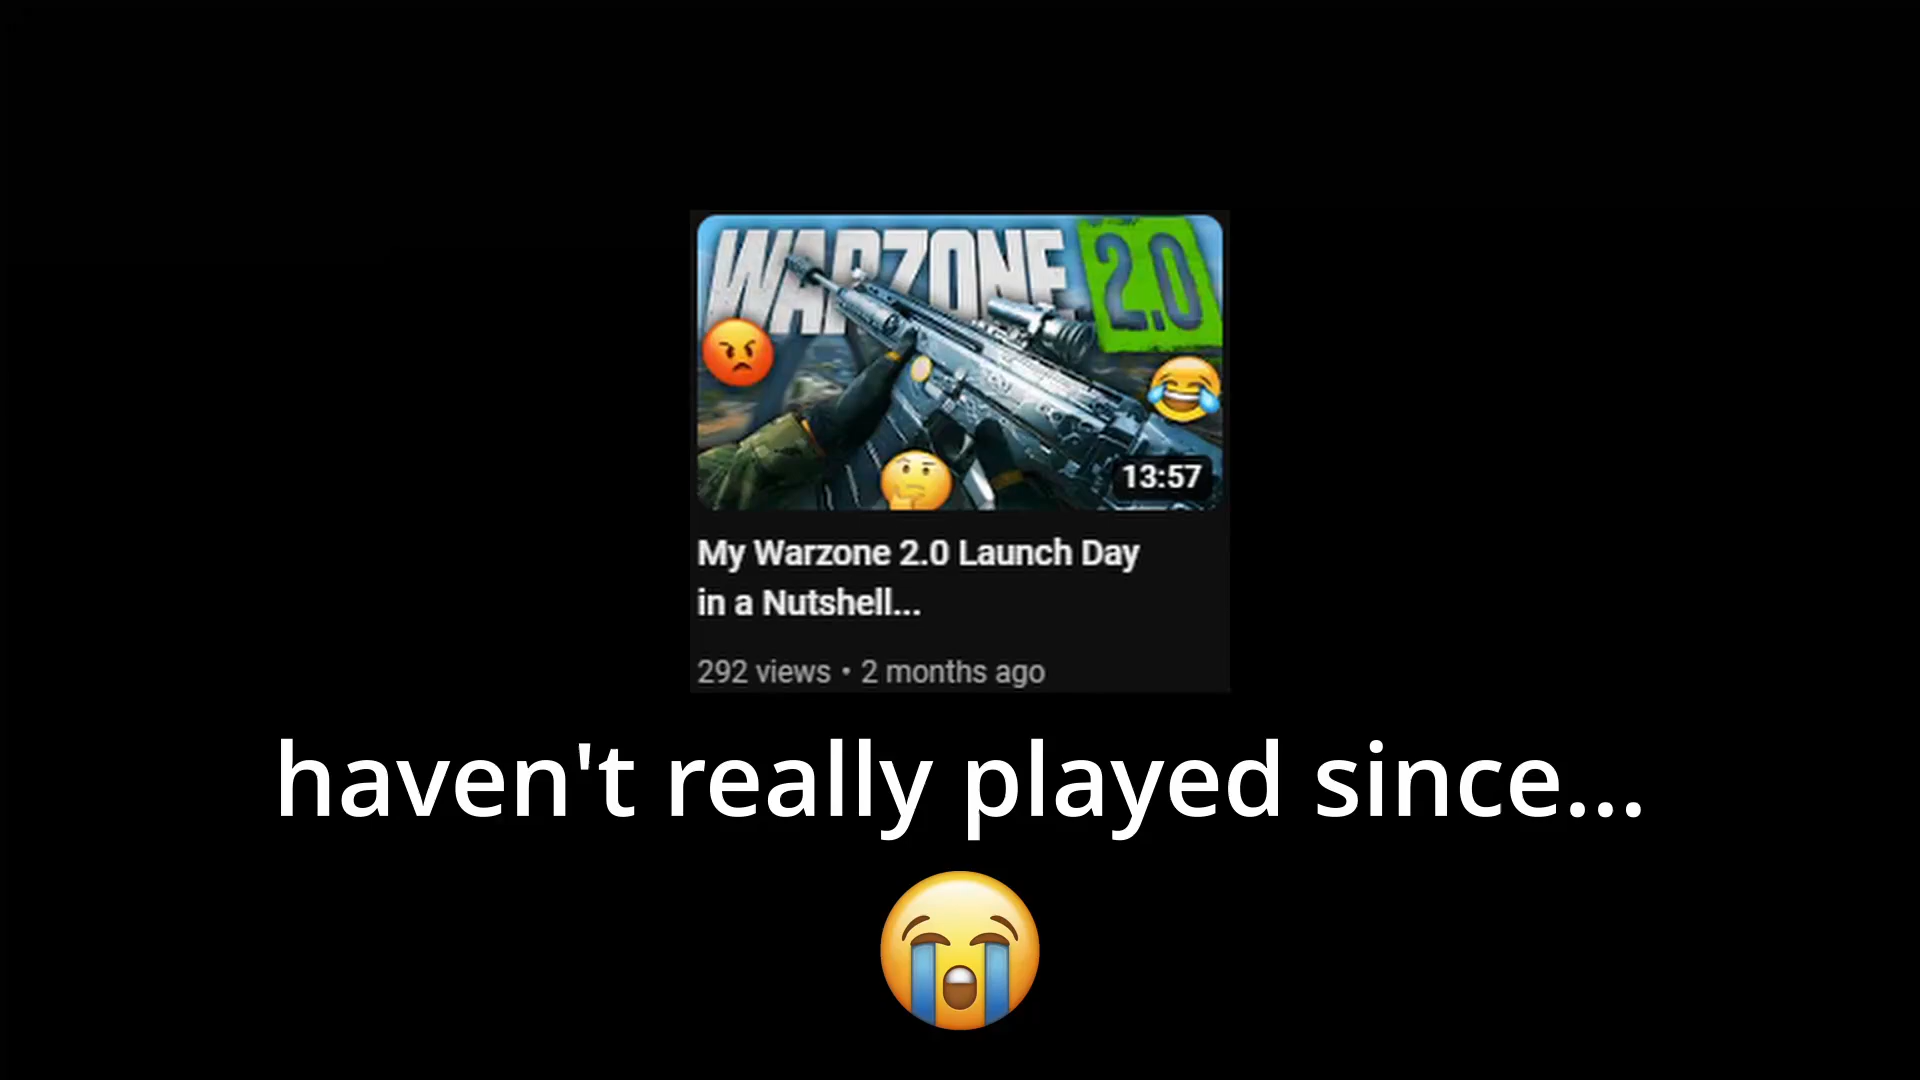 WARZONE 2.0
13:57
My Warzone 2.0 Launch Day
in a Nutshell...
292 views • 2 months ago
haven't really played since...